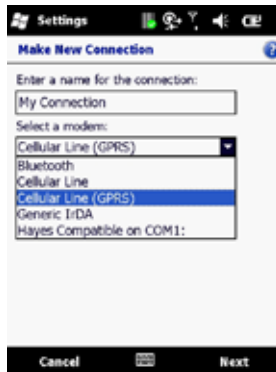 Settings
Make New Connection
?
Enter a name for the connection:
My Connection
Select a modem:
Cellular Line (GPRS)
Bluetooth
Cellular Line
Cellular Line (GPRS)
Generic IrDA
Hayes Compatible on COM1:
Cancel
Next